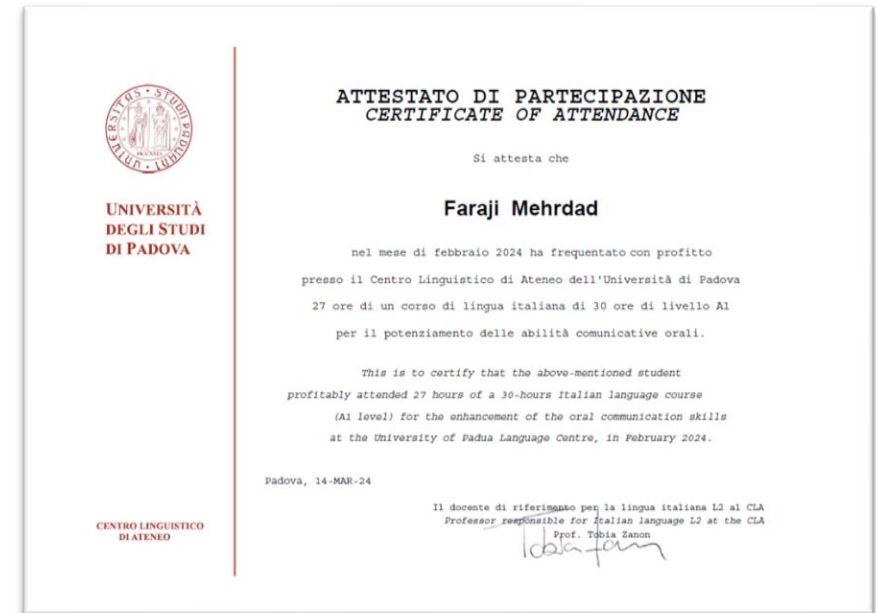 UNIVERSITÀ
DEGLI STUDI
DI PADOVA
CENTRO LINGUISTICO
DI ATENEO
ATTESTATO DI PARTECIPAZIONE
CERTIFICATE OF ATTENDANCE
Si attesta che
Faraji Mehrdad
nel mese di febbraio 2024 ha frequentato con profitto
presso il Centro Linguistico di Ateneo dell'Università di Padova
27 ore di un corso di lingua italiana di 30 ore di livello A1
per il potenziamento delle abilità comunicative orali.
This is to certify that the above-mentioned student
profitably attended 27 hours of a 30-hours Italian language course
(A1 level) for the enhancement of the oral communication skills
at the University of Padua Language Centre, in February 2024.
Padova, 14-MAR-24
Il docente di riferimento per la lingua italiana L2 al CLA
Professor responsible for Italian language L2 at the CLA
Prof. Tobia Zanon